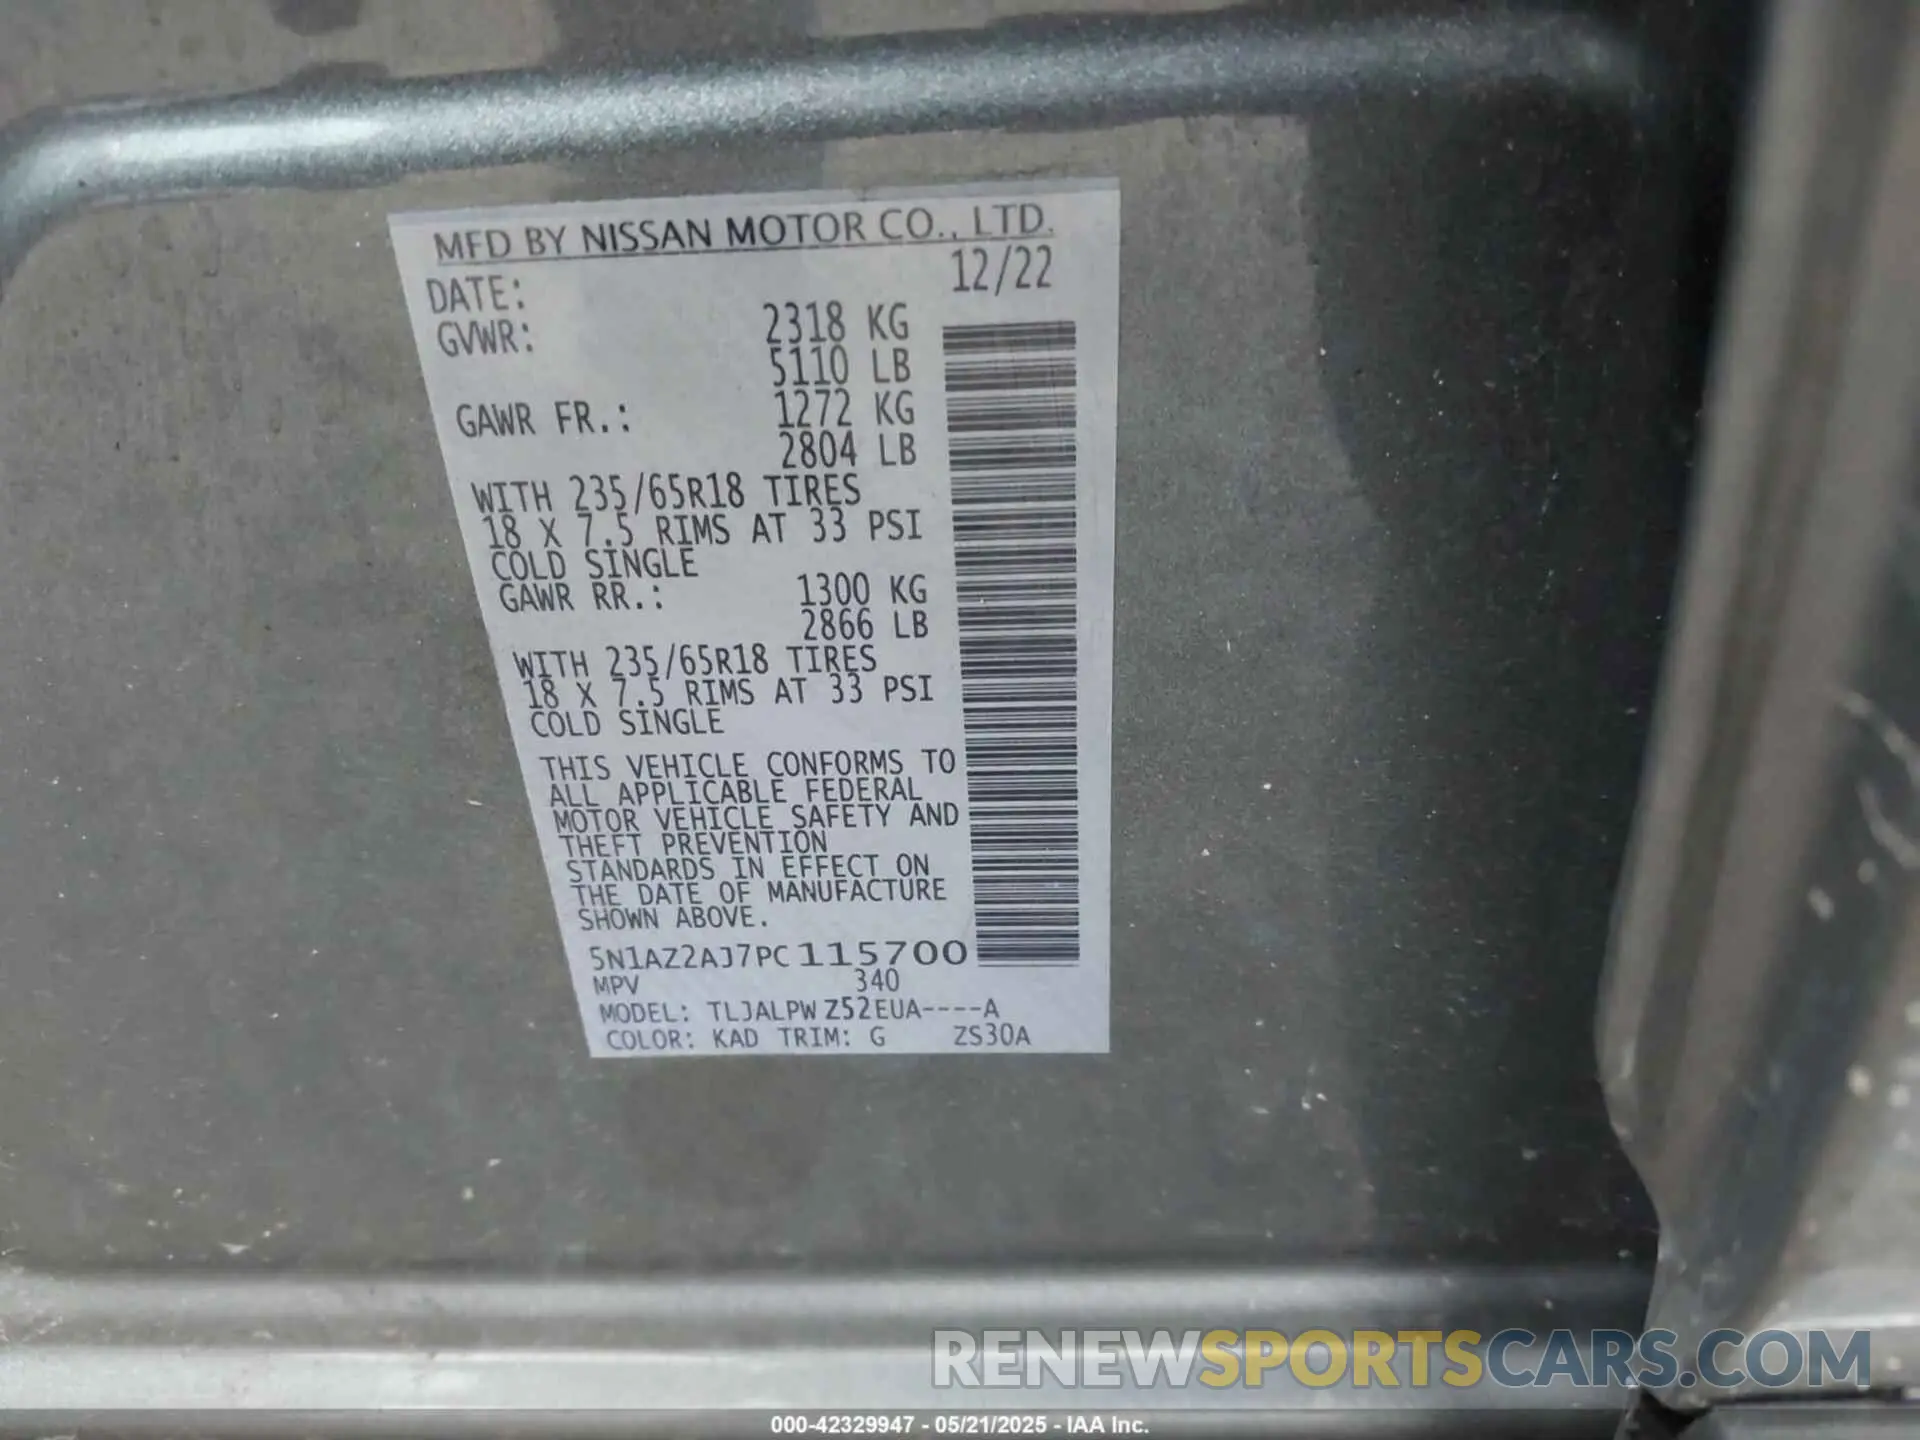 MFD BY NISSAN MOTOR CO., LTD.
DATE: 12/22
GVWR: 2318 KG
5110 LB
GAWR FR.: 1272 KG
2804 LB
WITH 235/65R18 TIRES
18 X 7.5 RIMS AT 33 PSI
COLD SINGLE
GAWR RR.: 1300 KG
2866 LB
WITH 235/65R18 TIRES
18 X 7.5 RIMS AT 33 PSI
COLD SINGLE
THIS VEHICLE CONFORMS TO
ALL APPLICABLE FEDERAL
MOTOR VEHICLE SAFETY AND
THEFT PREVENTION
STANDARDS IN EFFECT ON
THE DATE OF MANUFACTURE
SHOWN ABOVE.
5N1AZ2AJ7PC115700
MPV 340
MODEL: TLJALPW Z52EUA----A
COLOR: KAD TRIM: G ZS30A
RENEWSPORTSCARS.COM
000-42329947 - 05/21/2025 - IAA Inc.